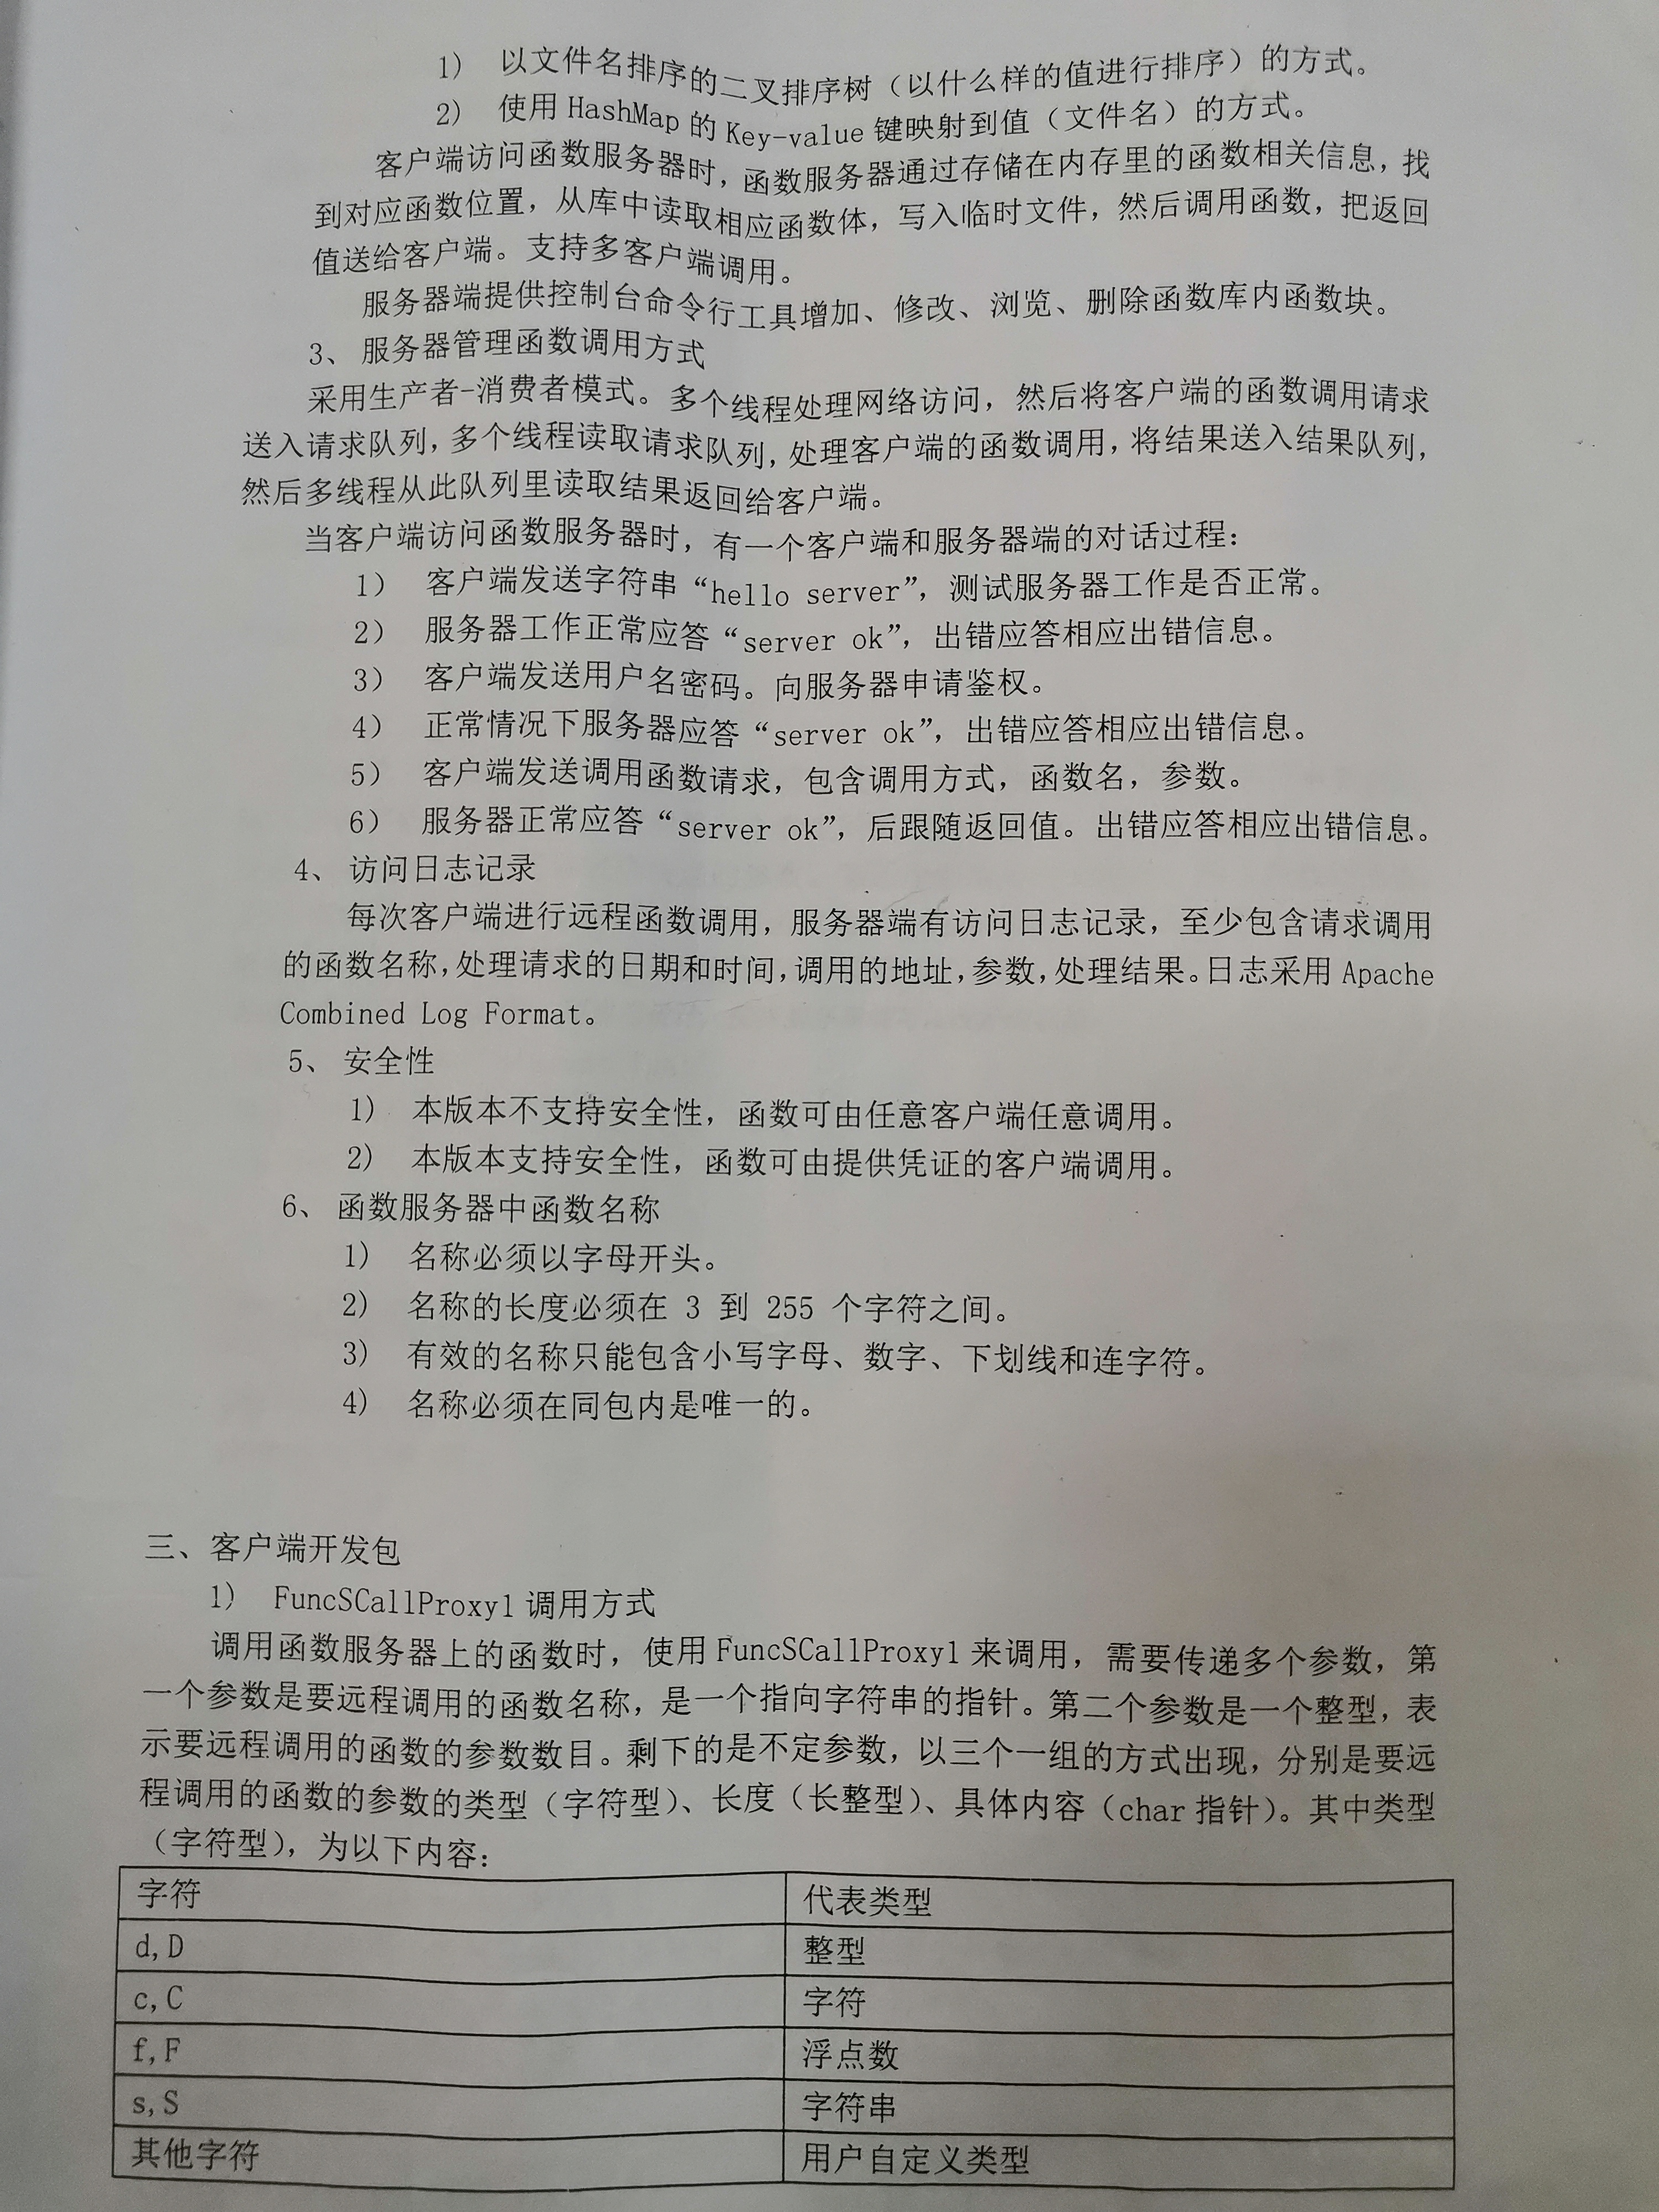 1) 以文件名排序的二叉排序树（以什么样的值进行排序）的方式。
2) 使用 HashMap 的 Key-value 键映射到值（文件名）的方式。
客户端访问函数服务器时，函数服务器通过存储在内存里的函数相关信息，找
到对应函数位置，从库中读取相应函数体，写入临时文件，然后调用函数，把返回
值送给客户端。支持多客户端调用。
服务器端提供控制台命令行工具增加、修改、浏览、删除函数库内函数块。
3、 服务器管理函数调用方式
采用生产者-消费者模式。多个线程处理网络访问，然后将客户端的函数调用请求
送入请求队列，多个线程读取请求队列，处理客户端的函数调用，将结果送入结果队列，
然后多线程从此队列里读取结果返回给客户端。
当客户端访问函数服务器时，有一个客户端和服务器端的对话过程：
1） 客户端发送字符串“hello server”，测试服务器工作是否正常。
2） 服务器工作正常应答“server ok”，出错应答相应出错信息。
3） 客户端发送用户名密码。向服务器申请鉴权。
4） 正常情况下服务器应答“server ok”，出错应答相应出错信息。
5） 客户端发送调用函数请求，包含调用方式，函数名，参数。
6） 服务器正常应答“server ok”，后跟随返回值。出错应答相应出错信息。
4、 访问日志记录
每次客户端进行远程函数调用，服务器端有访问日志记录，至少包含请求调用
的函数名称，处理请求的日期和时间，调用的地址，参数，处理结果。日志采用 Apache
Combined Log Format。
5、 安全性
1) 本版本不支持安全性，函数可由任意客户端任意调用。
2) 本版本支持安全性，函数可由提供凭证的客户端调用。
6、 函数服务器中函数名称
1) 名称必须以字母开头。
2) 名称的长度必须在 3 到 255 个字符之间。
3) 有效的名称只能包含小写字母、数字、下划线和连字符。
4) 名称必须在同包内是唯一的。
三、客户端开发包
1) FuncSCallProxy1 调用方式
调用函数服务器上的函数时，使用 FuncSCallProxy1 来调用，需要传递多个参数，第
一个参数是要远程调用的函数名称，是一个指向字符串的指针。第二个参数是一个整型，表
示要远程调用的函数的参数数目。剩下的是不定参数，以三个一组的方式出现，分别是要远
程调用的函数的参数的类型（字符型）、长度（长整型）、具体内容（char 指针）。其中类型
（字符型），为以下内容：
字符 代表类型
d,D 整型
c,C 字符
f,F 浮点数
s,S 字符串
其他字符 用户自定义类型